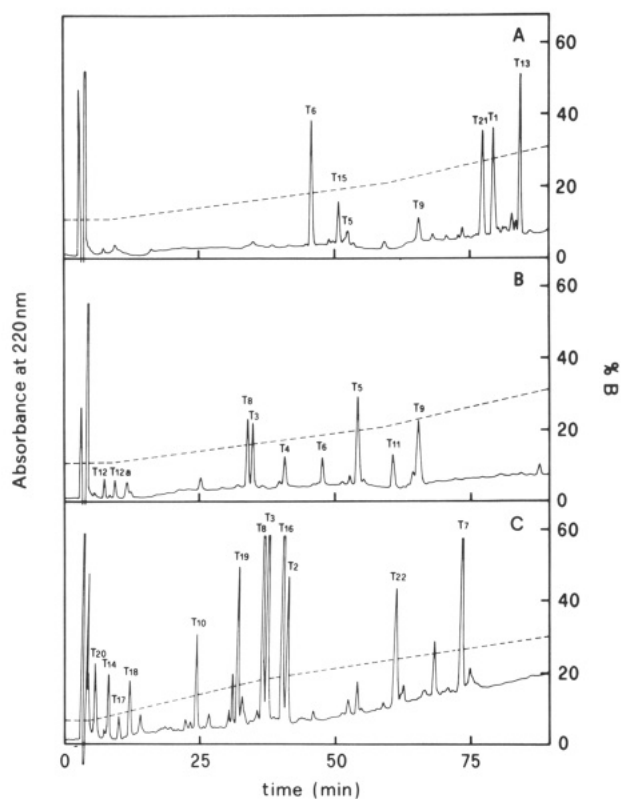 A
60
T13
T6
T21 T1
40
T15
T5
T9
20
0
B
60
T8
T3
T5
T9
40
T4
T6
T11
T12
T12a
20
0
C
T3
T8
T16
T7
60
T19
T2
T22
T10
40
T20
T14
T17
T18
20
0
0
25
50
75
time (min)
Absorbance at 220nm
% B